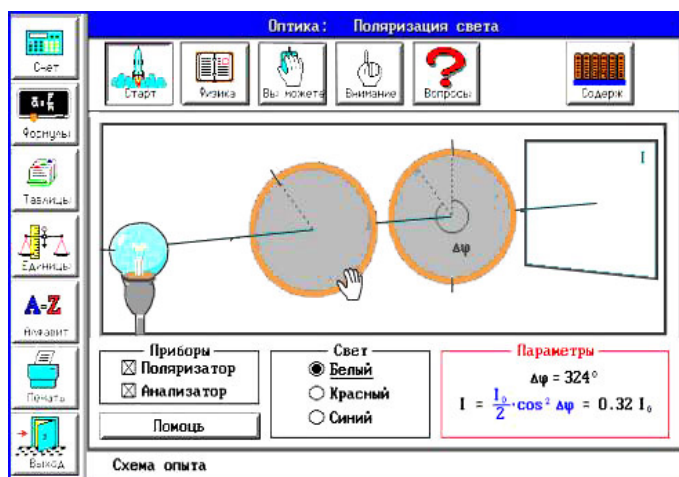 Оптика: Поляризация света
Счет
Формулы
Таблицы
Единицы
A-Z
Алфавит
Печать
Выход
Старт
Физика
Вы можете
Внимание
Вопросы
Содерж
I
Δφ
Приборы
Поляризатор
Анализатор
Помощь
Свет
Белый
Красный
Синий
Параметры
Δφ = 324°
I = I₀/2 · cos² Δφ = 0.32 I₀
Схема опыта